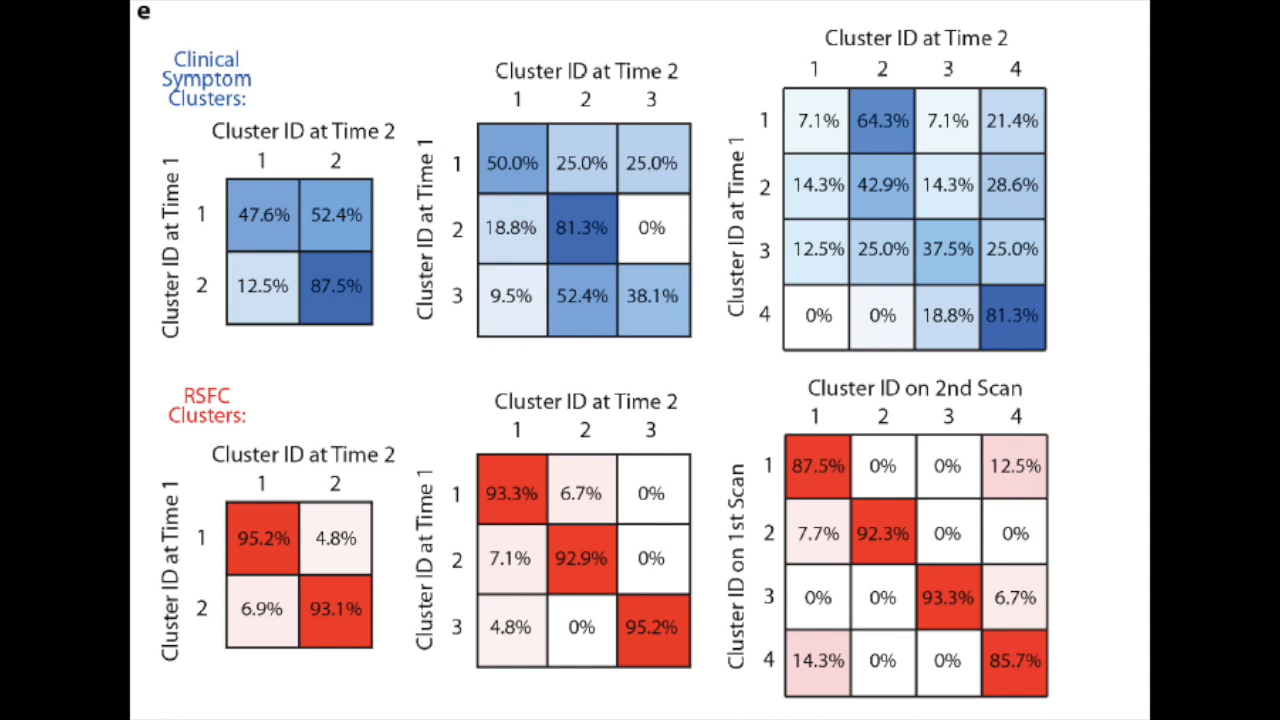 e
Clinical
Symptom
Clusters:
Cluster ID at Time 2
1 2
Cluster ID at Time 1
1 47.6% 52.4%
2 12.5% 87.5%
Cluster ID at Time 2
1 2 3
Cluster ID at Time 1
1 50.0% 25.0% 25.0%
2 18.8% 81.3% 0%
3 9.5% 52.4% 38.1%
Cluster ID at Time 2
1 2 3 4
Cluster ID at Time 1
1 7.1% 64.3% 7.1% 21.4%
2 14.3% 42.9% 14.3% 28.6%
3 12.5% 25.0% 37.5% 25.0%
4 0% 0% 18.8% 81.3%
RSFC
Clusters:
Cluster ID at Time 2
1 2
Cluster ID at Time 1
1 95.2% 4.8%
2 6.9% 93.1%
Cluster ID at Time 2
1 2 3
Cluster ID at Time 1
1 93.3% 6.7% 0%
2 7.1% 92.9% 0%
3 4.8% 0% 95.2%
Cluster ID on 2nd Scan
1 2 3 4
Cluster ID on 1st Scan
1 87.5% 0% 0% 12.5%
2 7.7% 92.3% 0% 0%
3 0% 0% 93.3% 6.7%
4 14.3% 0% 0% 85.7%